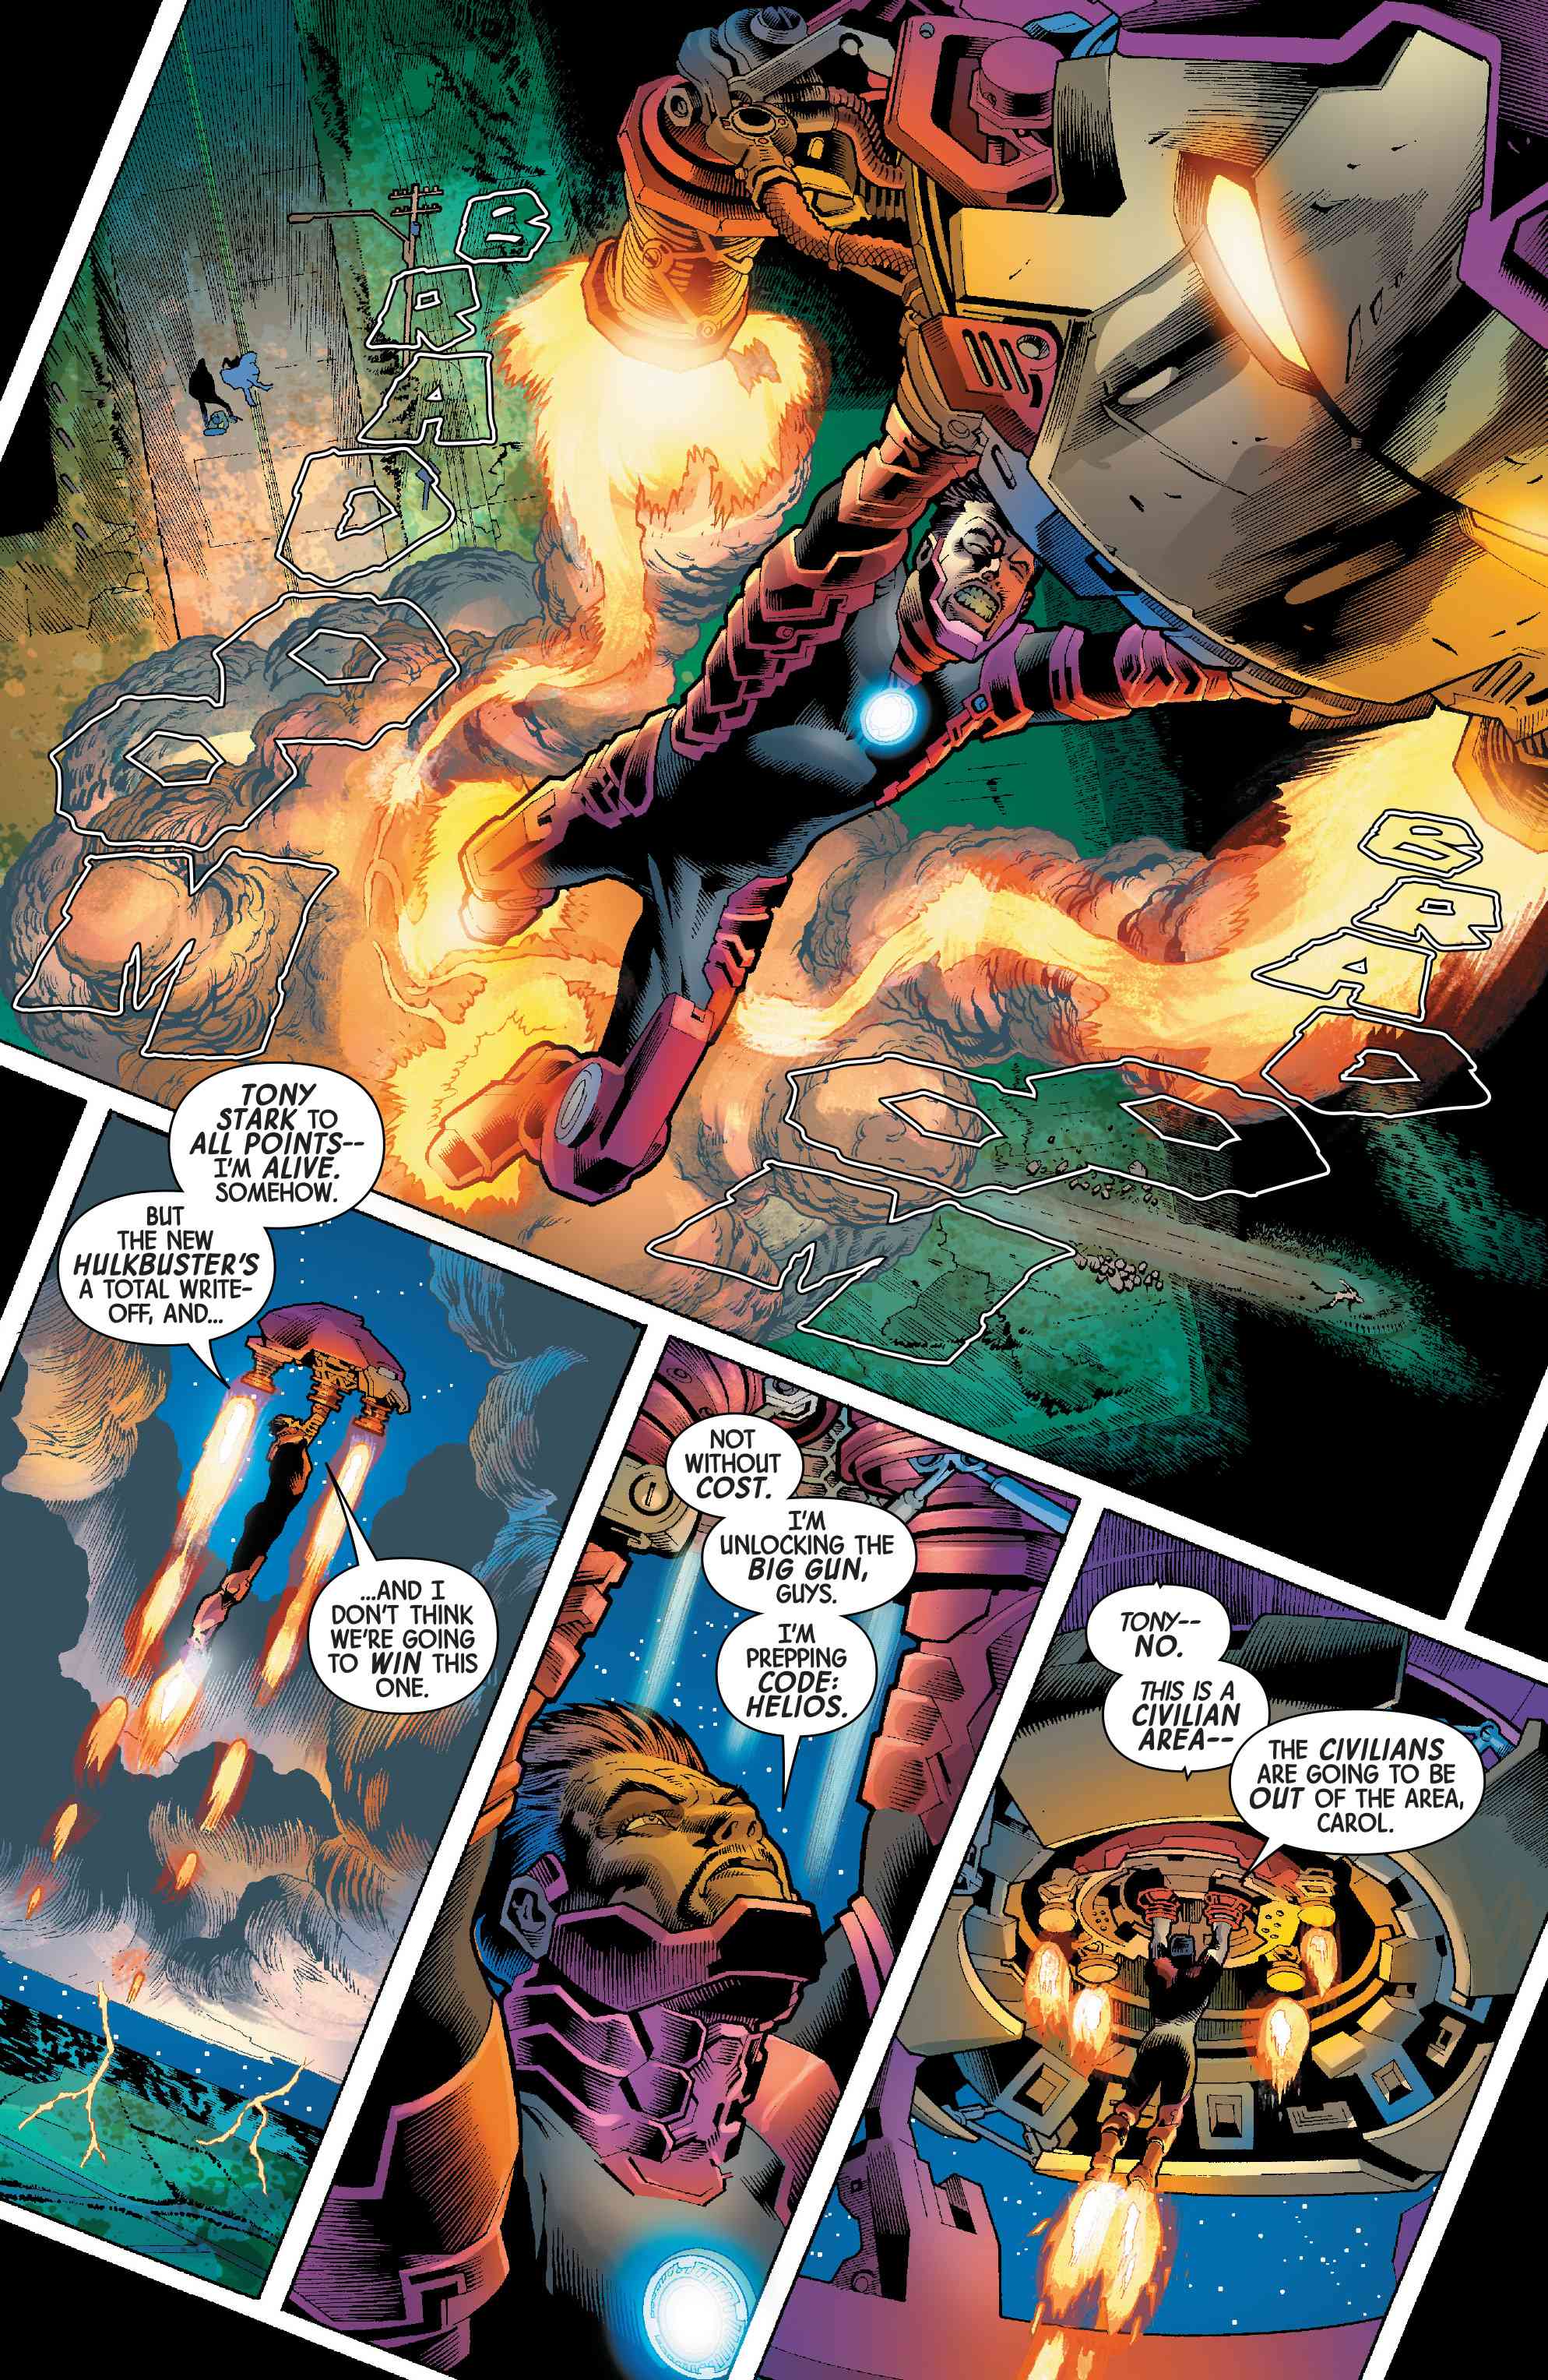 BRADOOM
BRADOOM
TONY
STARK TO
ALL POINTS--
I'M ALIVE.
SOMEHOW.
BUT
THE NEW
HULKBUSTER'S
A TOTAL WRITE-
OFF, AND...
...AND I
DON'T THINK
WE'RE GOING
TO WIN THIS
ONE.
NOT
WITHOUT
COST.
I'M
UNLOCKING THE
BIG GUN,
GUYS.
I'M
PREPPING
CODE:
HELIOS.
TONY--
NO.
THIS IS A
CIVILIAN
AREA--
THE CIVILIANS
ARE GOING TO BE
OUT OF THE AREA,
CAROL.